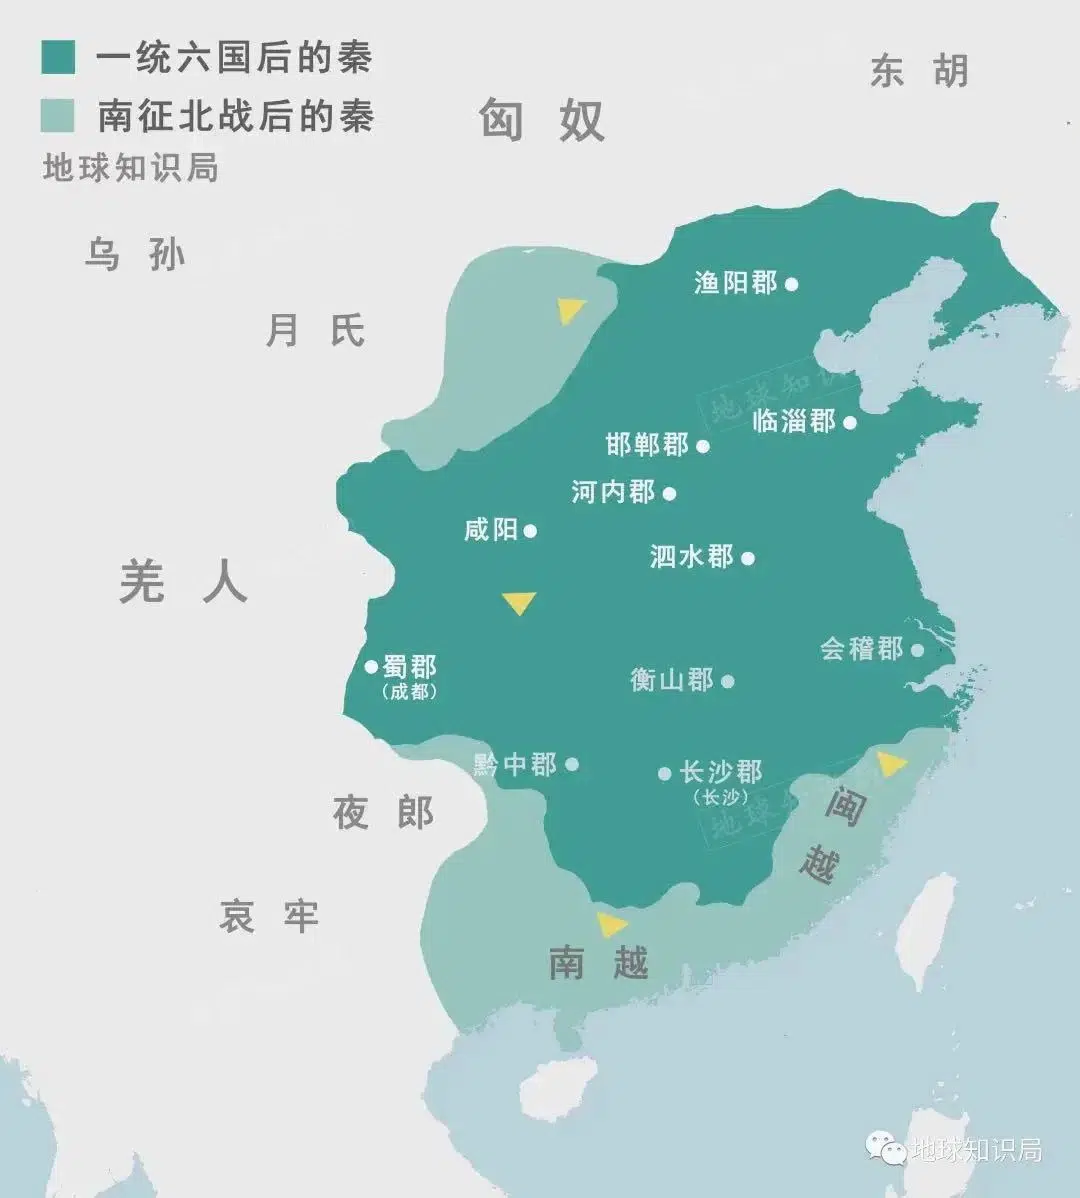 一统六国后的秦
南征北战后的秦
地球知识局
东胡
匈奴
乌孙
月氏
渔阳郡
地球知识
临淄郡
邯郸郡
河内郡
咸阳
泗水郡
羌人
会稽郡
蜀郡
（成都）
衡山郡
黔中郡
长沙郡
（长沙）
地球
夜郎
闽越
哀牢
南越
地球知识局